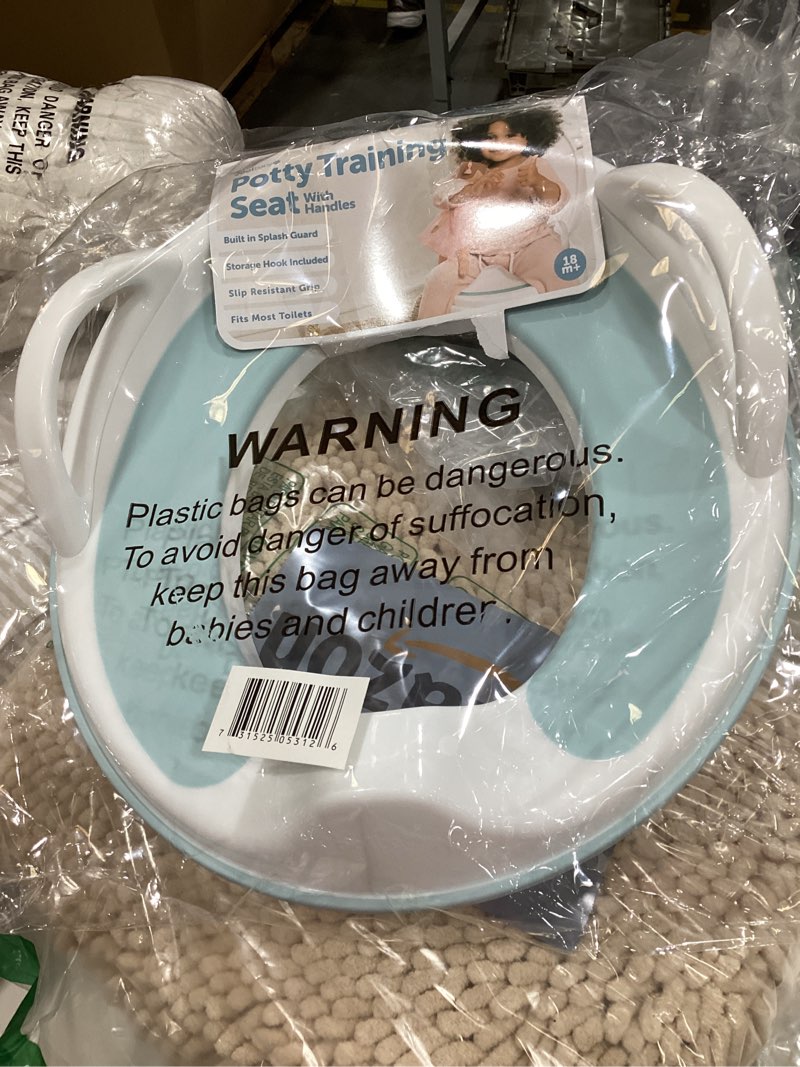 WARNING
DANGER OF
KEEP THIS
Potty Training
Seat With
Handles
Built in Splash Guard
Storage Hook Included
Slip Resistant Grip
Fits Most Toilets
18
m+
WARNING
Plastic bags can be dangerous.
To avoid danger of suffocation,
keep this bag away from
babies and children.
7 31525 05312 6